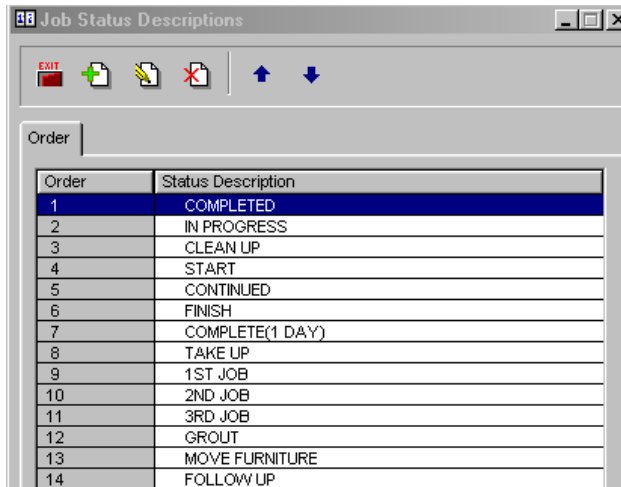 Job Status Descriptions
EXIT
Order
Order Status Description
1 COMPLETED
2 IN PROGRESS
3 CLEAN UP
4 START
5 CONTINUED
6 FINISH
7 COMPLETE(1 DAY)
8 TAKE UP
9 1ST JOB
10 2ND JOB
11 3RD JOB
12 GROUT
13 MOVE FURNITURE
14 FOLLOW UP